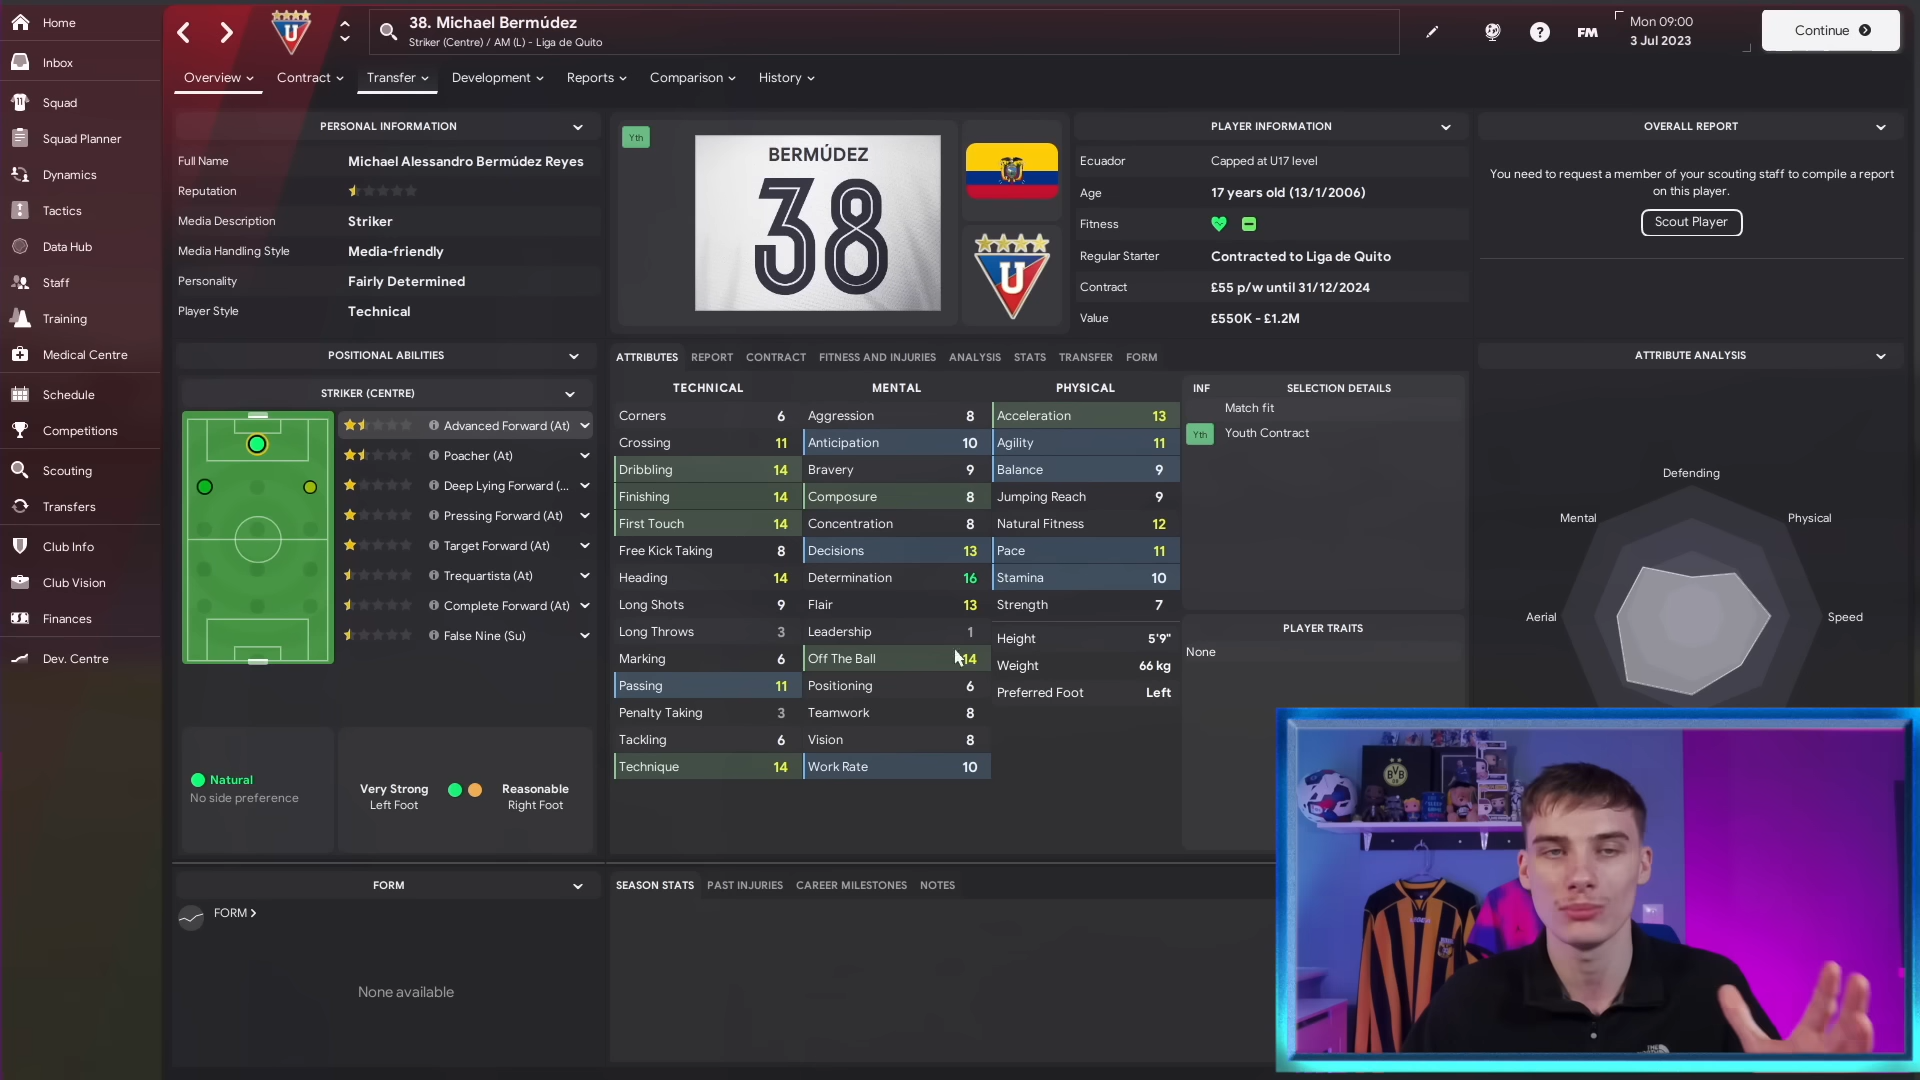 Home
Inbox
Squad
Squad Planner
Dynamics
Tactics
Data Hub
Staff
Training
Medical Centre
Schedule
Competitions
Scouting
Transfers
Club Info
Club Vision
Finances
Dev. Centre
38. Michael Bermúdez
Striker (Centre) / AM (L) - Liga de Quito
FM
Mon 09:00
3 Jul 2023
Continue
Overview
Contract
Transfer
Development
Reports
Comparison
History
PERSONAL INFORMATION
Full Name Michael Alessandro Bermúdez Reyes
Reputation
Media Description Striker
Media Handling Style Media-friendly
Personality Fairly Determined
Player Style Technical
Yth
BERMÚDEZ
38
U
PLAYER INFORMATION
Ecuador Capped at U17 level
Age 17 years old (13/1/2006)
Fitness
Regular Starter Contracted to Liga de Quito
Contract £55 p/w until 31/12/2024
Value £550K - £1.2M
OVERALL REPORT
You need to request a member of your scouting staff to compile a report
on this player.
Scout Player
POSITIONAL ABILITIES
STRIKER (CENTRE)
Advanced Forward (At)
Poacher (At)
Deep Lying Forward (...
Pressing Forward (At)
Target Forward (At)
Trequartista (At)
Complete Forward (At)
False Nine (Su)
Natural
No side preference
Very Strong
Left Foot
Reasonable
Right Foot
ATTRIBUTES REPORT CONTRACT FITNESS AND INJURIES ANALYSIS STATS TRANSFER FORM
TECHNICAL
Corners 6
Crossing 11
Dribbling 14
Finishing 14
First Touch 14
Free Kick Taking 8
Heading 14
Long Shots 9
Long Throws 3
Marking 6
Passing 11
Penalty Taking 3
Tackling 6
Technique 14
MENTAL
Aggression 8
Anticipation 10
Bravery 9
Composure 8
Concentration 8
Decisions 13
Determination 16
Flair 13
Leadership 1
Off The Ball 14
Positioning 6
Teamwork 8
Vision 8
Work Rate 10
PHYSICAL
Acceleration 13
Agility 11
Balance 9
Jumping Reach 9
Natural Fitness 12
Pace 11
Stamina 10
Strength 7
Height 5'9"
Weight 66 kg
Preferred Foot Left
INF SELECTION DETAILS
Match fit
Yth Youth Contract
PLAYER TRAITS
None
ATTRIBUTE ANALYSIS
Defending
Mental
Physical
Aerial
Speed
FORM
FORM
None available
SEASON STATS PAST INJURIES CAREER MILESTONES NOTES
BVB
09